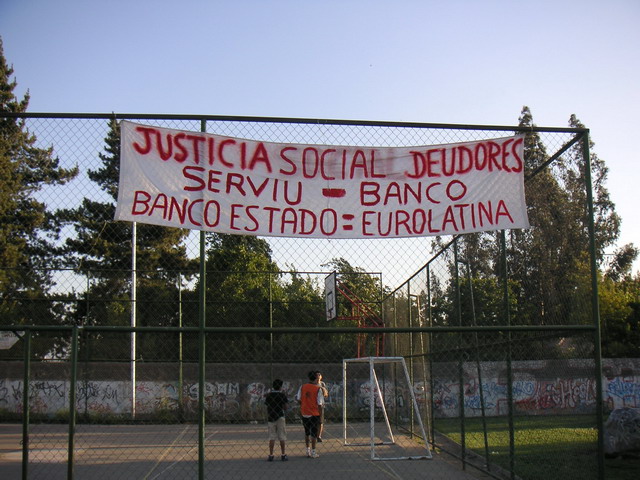 JUSTICIA SOCIAL DEUDORES
SERVIU - BANCO
BANCO ESTADO = EUROLATINA